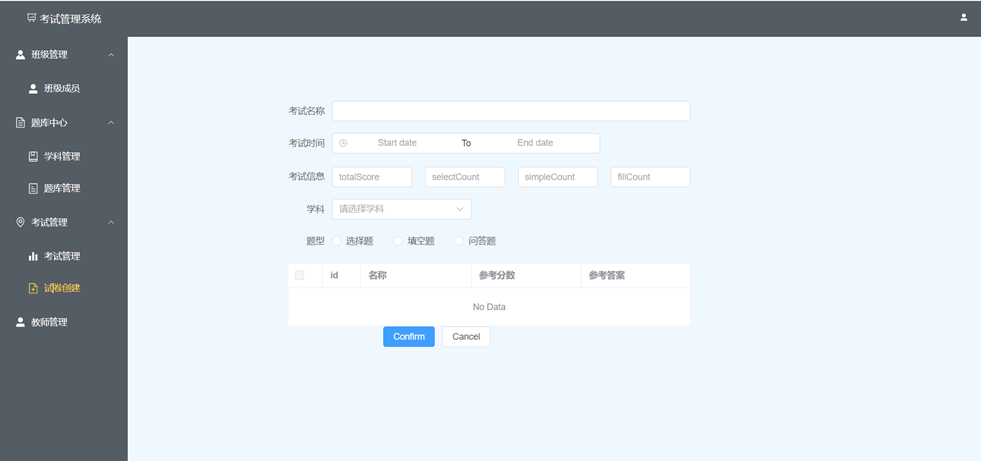 考试管理系统
班级管理
班级成员
题库中心
学科管理
题库管理
考试管理
考试管理
试卷创建
教师管理
考试名称
考试时间 Start date To End date
考试信息 totalScore selectCount simpleCount fillCount
学科 请选择学科
题型 选择题 填空题 问答题
id 名称 参考分数 参考答案
No Data
Confirm Cancel